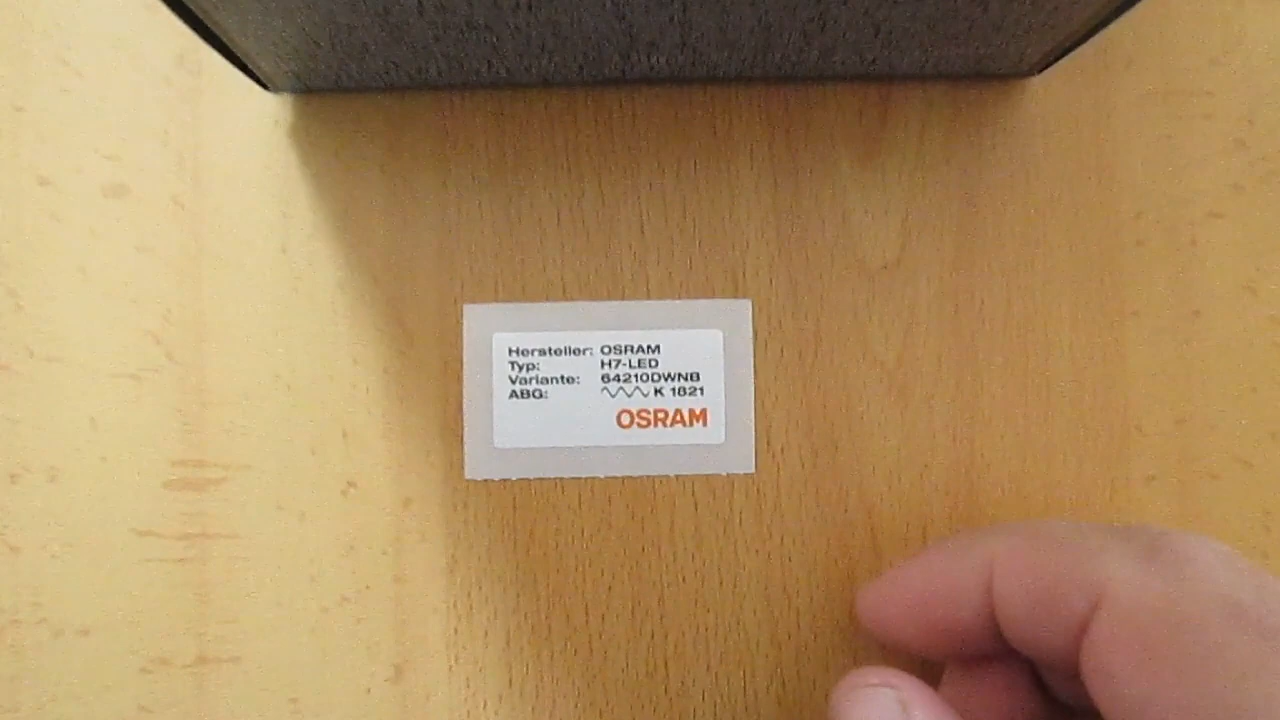 Hersteller: OSRAM
Typ: H7-LED
Variante: 64210DWNB
ABG: K 1821
OSRAM